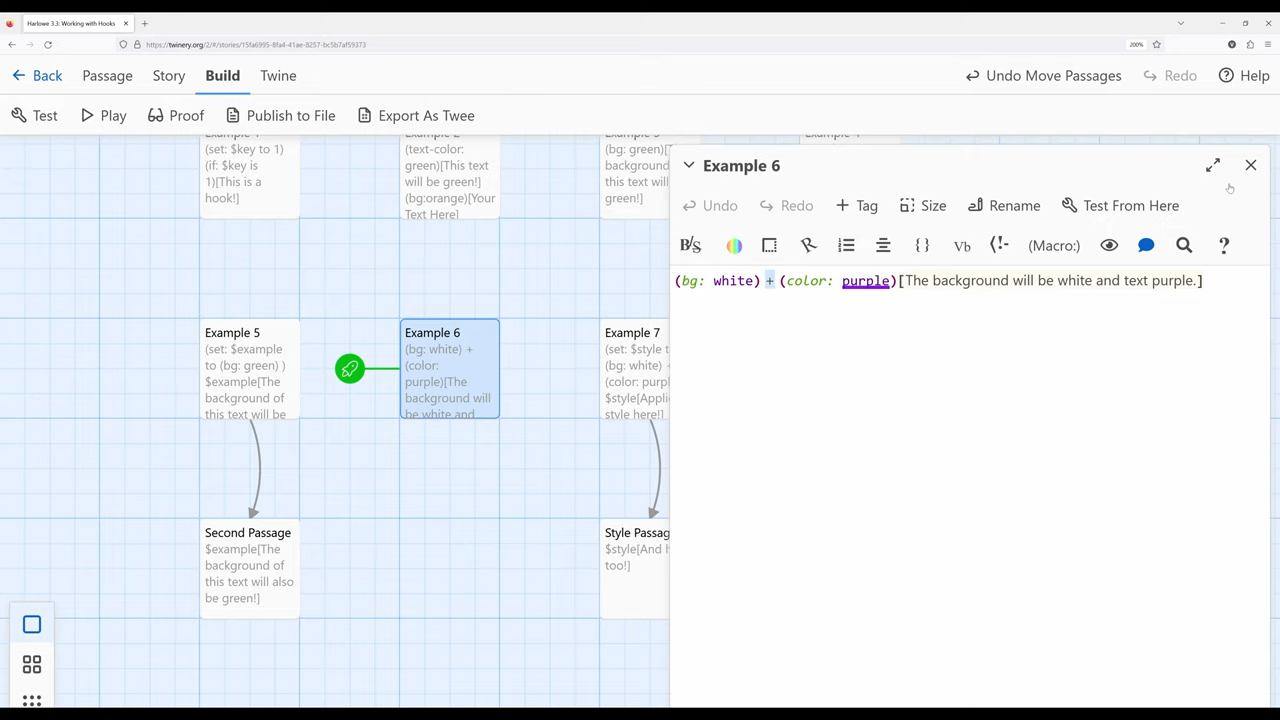 Harlowe 3.3: Working with Hooks
https://twinery.org/2/#/stories/15fa6995-8fa4-41ae-8257-bc5b7af59373
200%
Back Passage Story Build Twine Undo Move Passages Redo Help
Test Play Proof Publish to File Export As Twee
(set: $key to 1)
(if: $key is
1)[This is a
hook!]
(text-color:
green)[This text
will be green!]
(bg:orange)[Your
Text Here]
(bg: green)[
background
this text will
green!]
Example 6
Undo Redo + Tag Size Rename Test From Here
(Macro:)
(bg: white) + (color: purple)[The background will be white and text purple.]
Example 5
(set: $example
to (bg: green) )
$example[The
background of
this text will be
Example 6
(bg: white) +
(color:
purple)[The
background will
be white and
Example 7
(set: $style t
(bg: white) +
(color: purpl
$style[Appli
style here!]
Second Passage
$example[The
background of
this text will also
be green!]
Style Passag
$style[And h
too!]